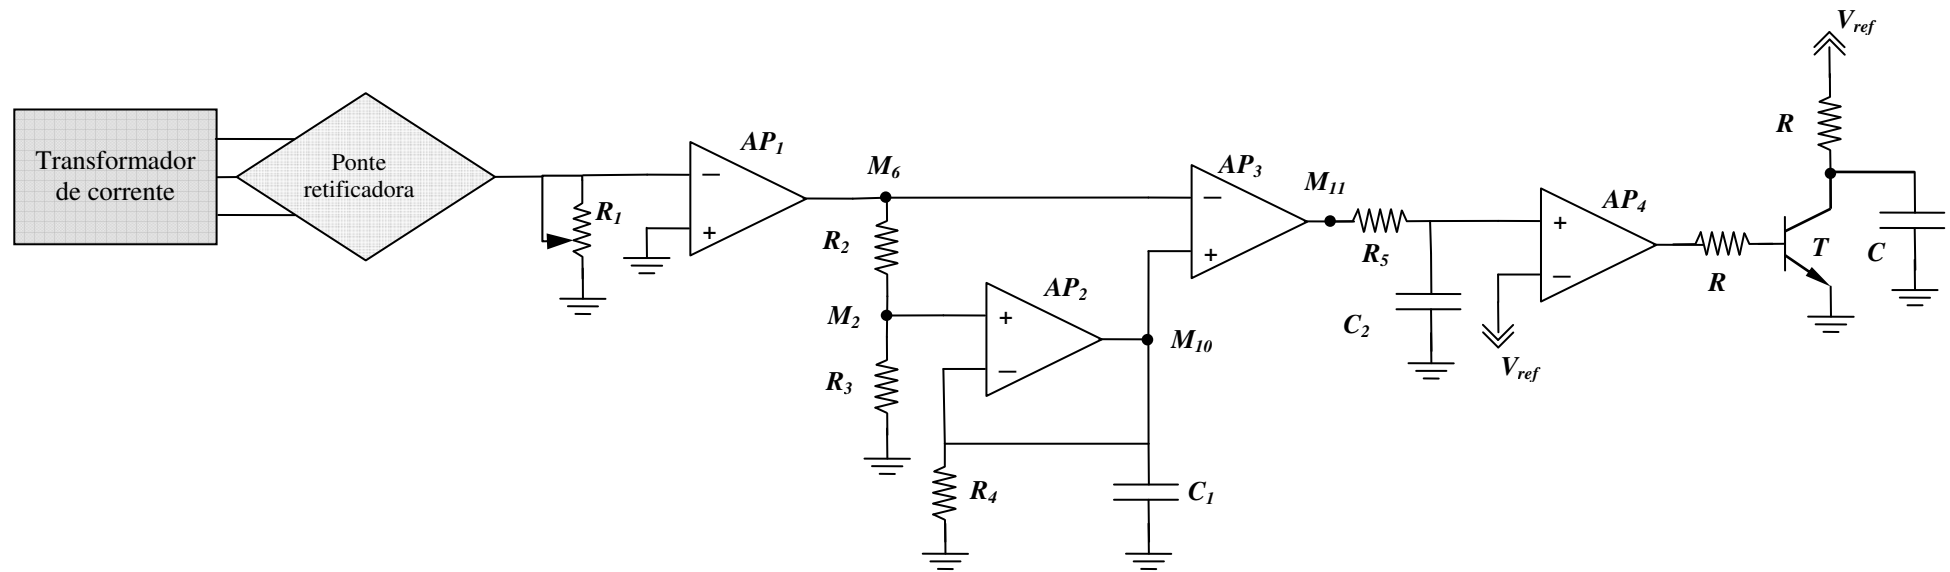 Transformador
de corrente
Ponte
retificadora
R1
AP1
−
+
M6
R2
M2
R3
AP2
+
−
R4
M10
C1
AP3
−
+
M11
R5
C2
AP4
+
−
Vref
R
T
R
Vref
C